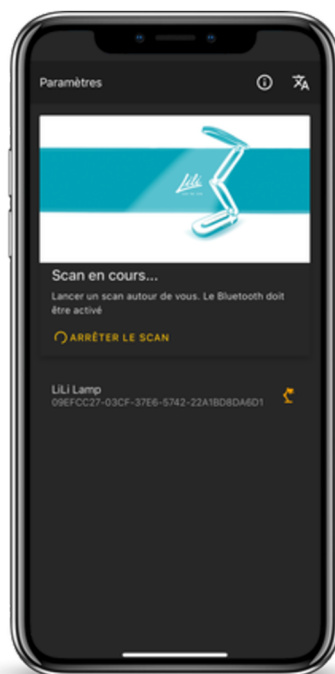 Paramètres
LiLi
Scan en cours...
Lancer un scan autour de vous. Le Bluetooth doit
être activé
ARRÊTER LE SCAN
LiLi Lamp
09EFCC27-03CF-37E6-5742-22A1BD8DA6D1